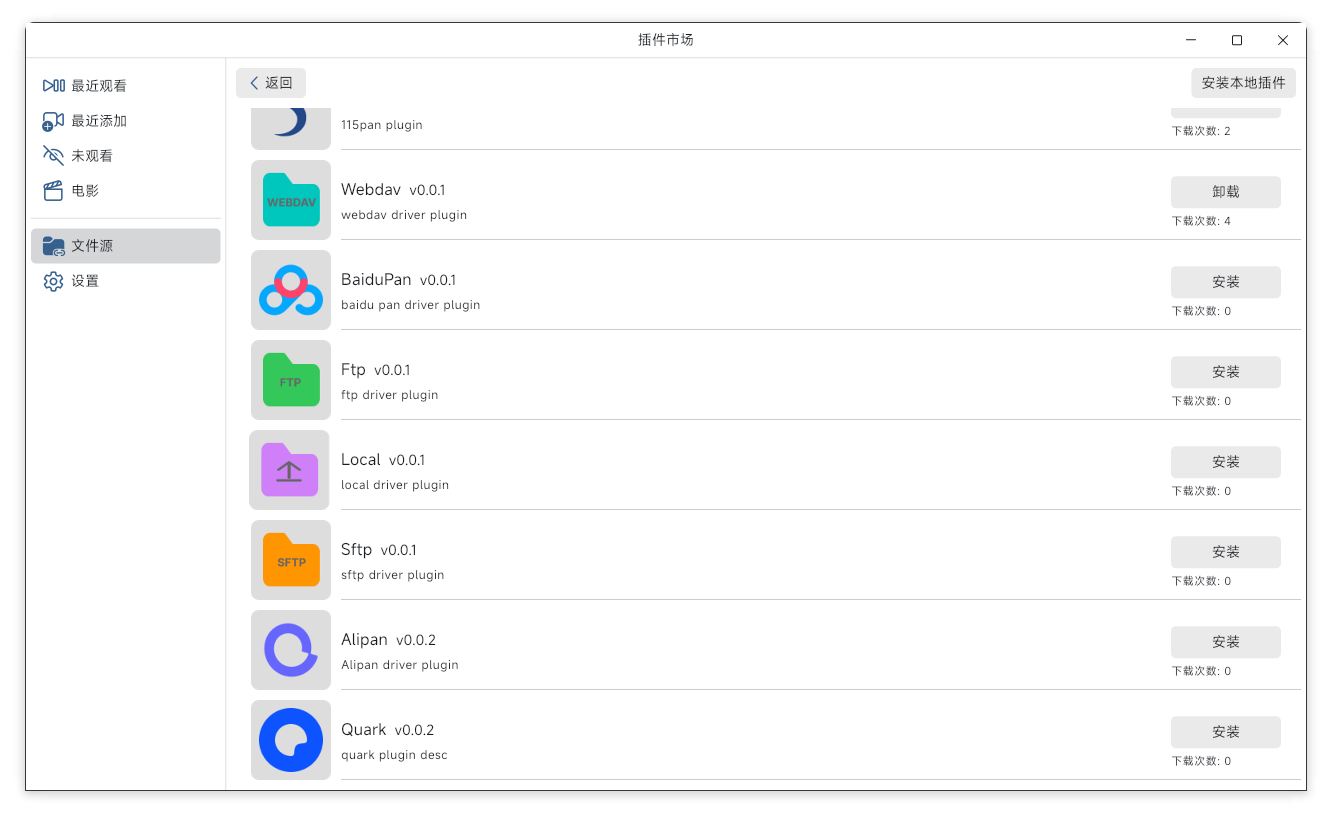 插件市场
最近观看
最近添加
未观看
电影
文件源
设置
返回
安装本地插件
115pan plugin
下载次数: 2
WEBDAV
Webdav v0.0.1
webdav driver plugin
卸载
下载次数: 4
BaiduPan v0.0.1
baidu pan driver plugin
安装
下载次数: 0
FTP
Ftp v0.0.1
ftp driver plugin
安装
下载次数: 0
Local v0.0.1
local driver plugin
安装
下载次数: 0
SFTP
Sftp v0.0.1
sftp driver plugin
安装
下载次数: 0
Alipan v0.0.2
Alipan driver plugin
安装
下载次数: 0
Quark v0.0.2
quark plugin desc
安装
下载次数: 0